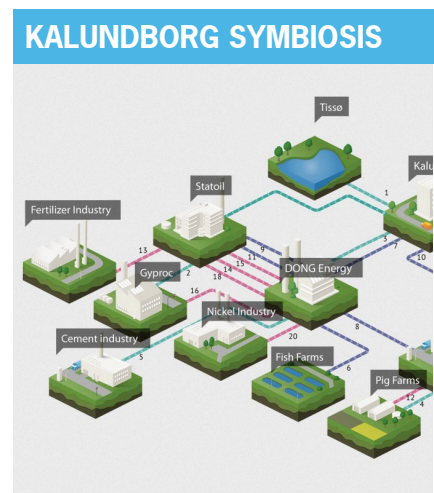 KALUNDBORG SYMBIOSIS
Tissø
Kalu
Statoil
1
Fertilizer Industry
3
7
10
13
9
11
15
14
18
Gyproc
2
DONG Energy
16
Nickel Industry
8
Cement industry
20
5
Fish Farms
6
Pig Farms
12
4